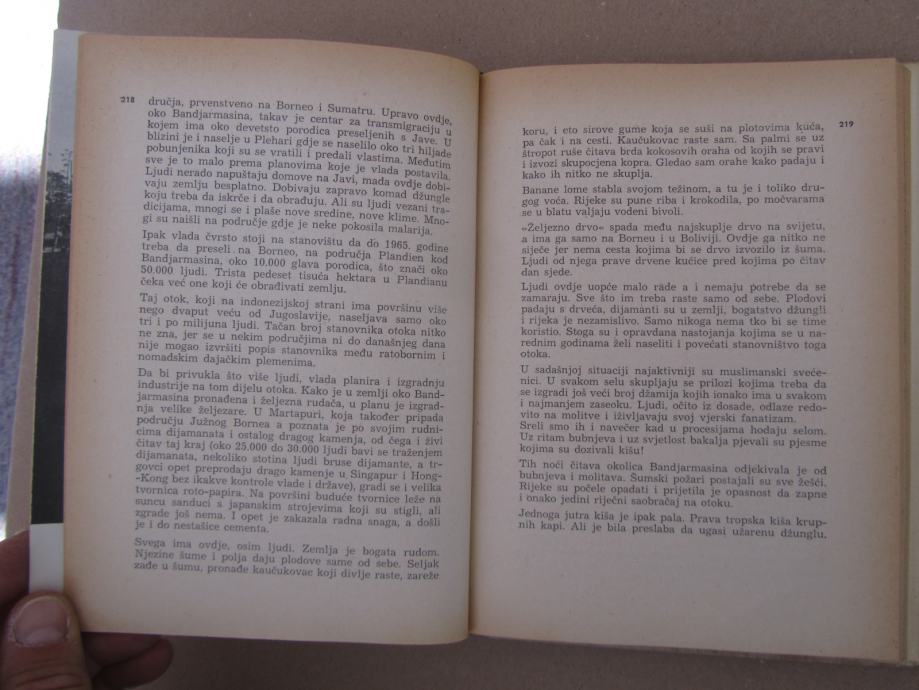 218
dručja, prvenstveno na Borneo i Sumatru. Upravo ovdje,
oko Bandjarmasina, takav je centar za transmigraciju u
kojem ima oko devetsto porodica preseljenih s Jave. U
blizini je i naselje u Plehari gdje se naselilo oko tri hiljade
pobunjenika koji su se vratili i predali vlastima. Međutim
sve je to malo prema planovima koje je vlada postavila.
Ljudi nerado napuštaju domove na Javi, mada ovdje dobi-
vaju zemlju besplatno. Dobivaju zapravo komad džungle
koju treba da iskrče i da obrađuju. Ali su ljudi vezani tra-
dicijama, mnogi se i plaše nove sredine, nove klime. Mno-
gi su naišli na područje gdje je neke pokosila malarija.
Ipak vlada čvrsto stoji na stanovištu da do 1965. godine
treba da preseli na Borneo, na područja Plandien kod
Bandjarmasina, oko 10.000 glava porodica, što znači oko
50.000 ljudi. Trista pedeset tisuća hektara u Plandianu
čeka već one koji će obrađivati zemlju.
Taj otok, koji na indonezijskoj strani ima površinu više
nego dvaput veću od Jugoslavije, naseljava samo oko
tri i po milijuna ljudi. Tačan broj stanovnika otoka nitko
ne zna, jer se u nekim područjima ni do današnjeg dana
nije mogao izvršiti popis stanovnika među ratobornim i
nomadskim dajačkim plemenima.
Da bi privukla što više ljudi, vlada planira i izgradnju
industrije na tom dijelu otoka. Kako je u zemlji oko Band-
jarmasina pronađena i željezna rudača, u planu je izgrad-
nja velike željezare. U Martapuri, koja također pripada
području Južnog Bornea a poznata je po svojim rudni-
cima dijamanata i ostalog dragog kamenja, od čega i živi
čitav taj kraj (oko 25.000 do 30.000 ljudi bavi se traženjem
dijamanata, nekoliko stotina ljudi bruse dijamante, a tr-
govci opet preprodaju drago kamenje u Singapur i Hong-
-Kong bez ikakve kontrole vlade i države), gradi se i velika
tvornica roto-papira. Na površini buduće tvornice leže na
suncu sanduci s japanskim strojevima koji su stigli, ali
zgrade još nema. I opet je zakazala radna snaga, a došli
je i do nestašice cementa.
Svega ima ovdje, osim ljudi. Zemlja je bogata rudom.
Njezine šume i polja daju plodove same od sebe. Seljak
zađe u šumu, pronađe kaučukovac koji divlje raste, zareže
219
koru, i eto sirove gume koja se suši na plotovima kuća,
pa čak i na cesti. Kaučukovac raste sam. Sa palmi se uz
štropot ruše čitava brda kokosovih oraha od kojih se pravi
i izvozi skupocjena kopra. Gledao sam orahe kako padaju i
kako ih nitko ne skuplja.
Banane lome stabla svojom težinom, a tu je i toliko dru-
gog voća. Rijeke su pune riba i krokodila, po močvarama
se u blatu valjaju vodeni bivoli.
»Željezno drvo« spada među najskuplje drvo na svijetu,
a ima ga samo na Borneu i u Boliviji. Ovdje ga nitko ne
siječe jer nema cesta kojima bi se drvo izvozilo iz šuma.
Ljudi od njega prave drvene kućice pred kojima po čitav
dan sjede.
Ljudi ovdje uopće malo rade a i nemaju potrebe da se
zamaraju. Sve što im treba raste samo od sebe. Plodovi
padaju s drveća, dijamanti su u zemlji, bogatstvo džungli
i rijeka je nezamislivo. Samo nikoga nema tko bi se time
koristio. Stoga su i opravdana nastojanja kojima se u na-
rednim godinama želi naseliti i povećati stanovništvo toga
otoka.
U sadašnjoj situaciji najaktivniji su muslimanski sveće-
nici. U svakom selu skupljaju se prilozi kojima treba da
se izgradi još veći broj džamija kojih ionako ima u svakom
i najmanjem zaseoku. Ljudi, očito iz dosade, odlaze redo-
vito na molitve i iživljavaju svoj vjerski fanatizam.
Sreli smo ih i navečer kad u procesijama hodaju selom.
Uz ritam bubnjeva i uz svjetlost bakalja pjevali su pjesme
kojima su dozivali kišu!
Tih noći čitava okolica Bandjarmasina odjekivala je od
bubnjeva i molitava. Šumski požari postajali su sve žešći.
Rijeke su počele opadati i prijetila je opasnost da zapne
i onako jedini riječni saobraćaj na otoku.
Jednoga jutra kiša je ipak pala. Prava tropska kiša krup-
nih kapi. Ali je bila preslaba da ugasi užarenu džunglu.